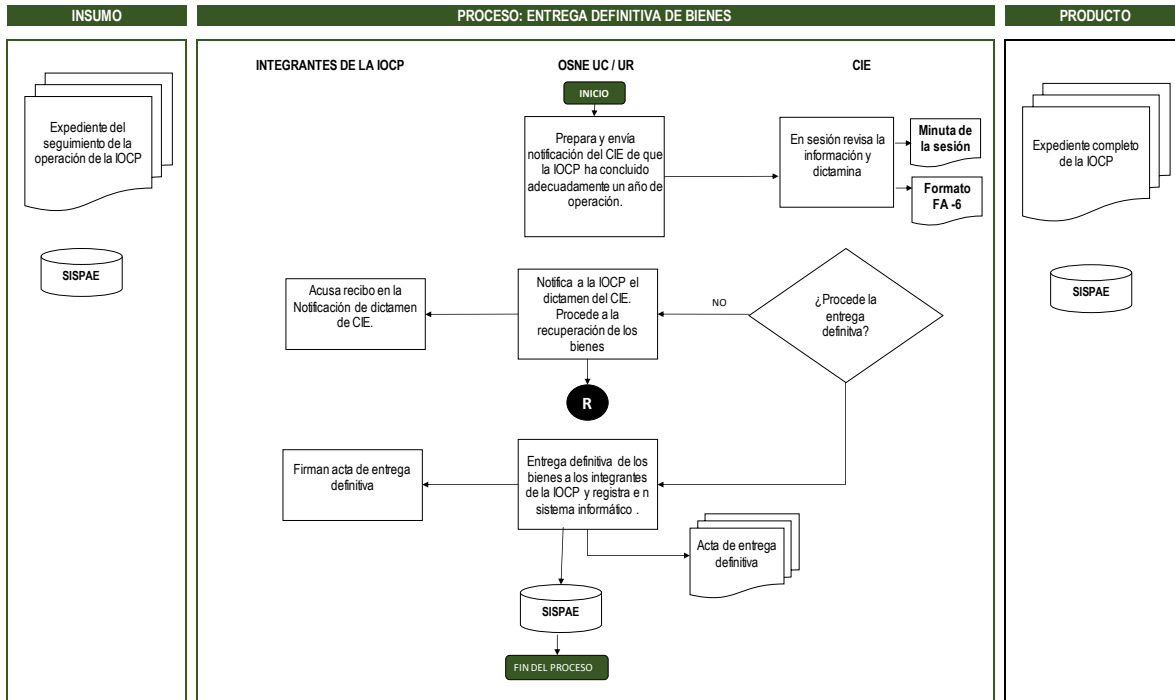 INSUMO
PROCESO: ENTREGA DEFINITIVA DE BIENES
PRODUCTO
Expediente del
seguimiento de la
operación de la IOCP
SISPAE
INTEGRANTES DE LA IOCP
OSNE UC / UR
CIE
INICIO
Prepara y envía
notificación del CIE de que
la IOCP ha concluido
adecuadamente un año de
operación.
En sesión revisa la
información y
dictamina
Minuta de
la sesión
Formato
FA -6
Acusa recibo en la
Notificación de dictamen
de CIE.
Notifica a la IOCP el
dictamen del CIE.
Procede a la
recuperación de los
bienes
NO
¿Procede la
entrega
definitva?
R
Firman acta de entrega
definitiva
Entrega definitiva de los
bienes a los integrantes
de la IOCP y registra e n
sistema informático .
Acta de entrega
definitiva
SISPAE
FIN DEL PROCESO
Expediente completo
de la IOCP
SISPAE